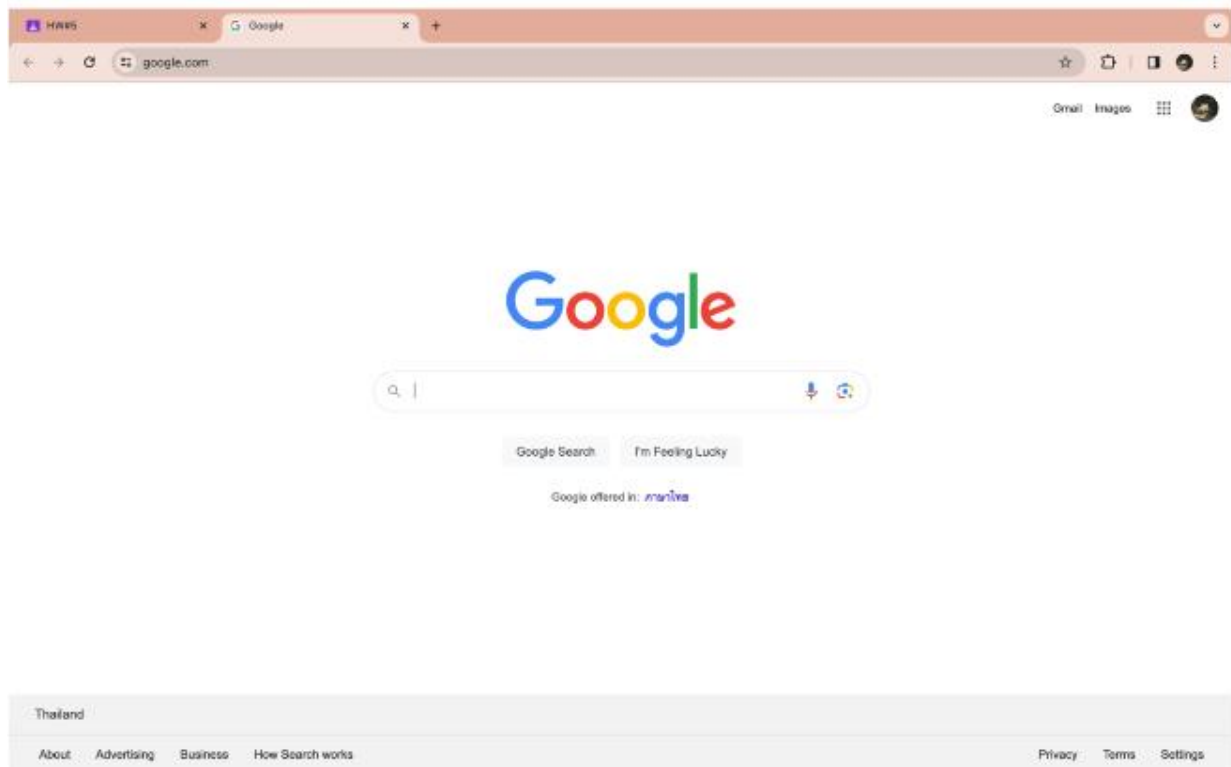 HW#5
Google
google.com
Gmail Images
Google
Google Search I'm Feeling Lucky
Google offered in: ภาษาไทย
Thailand
About Advertising Business How Search works Privacy Terms Settings